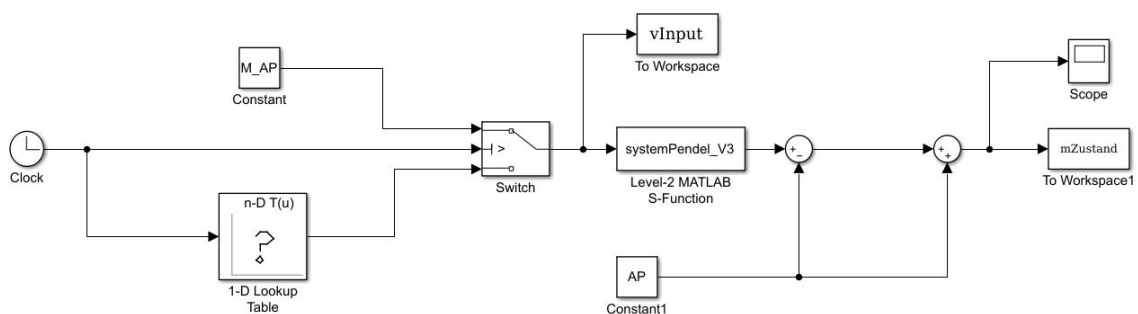 vInput
To Workspace
M_AP
Constant
Scope
Clock
>
Switch
systemPendel_V3
Level-2 MATLAB
S-Function
+
−
+
+
mZustand
To Workspace1
n-D T(u)
?
1-D Lookup
Table
AP
Constant1